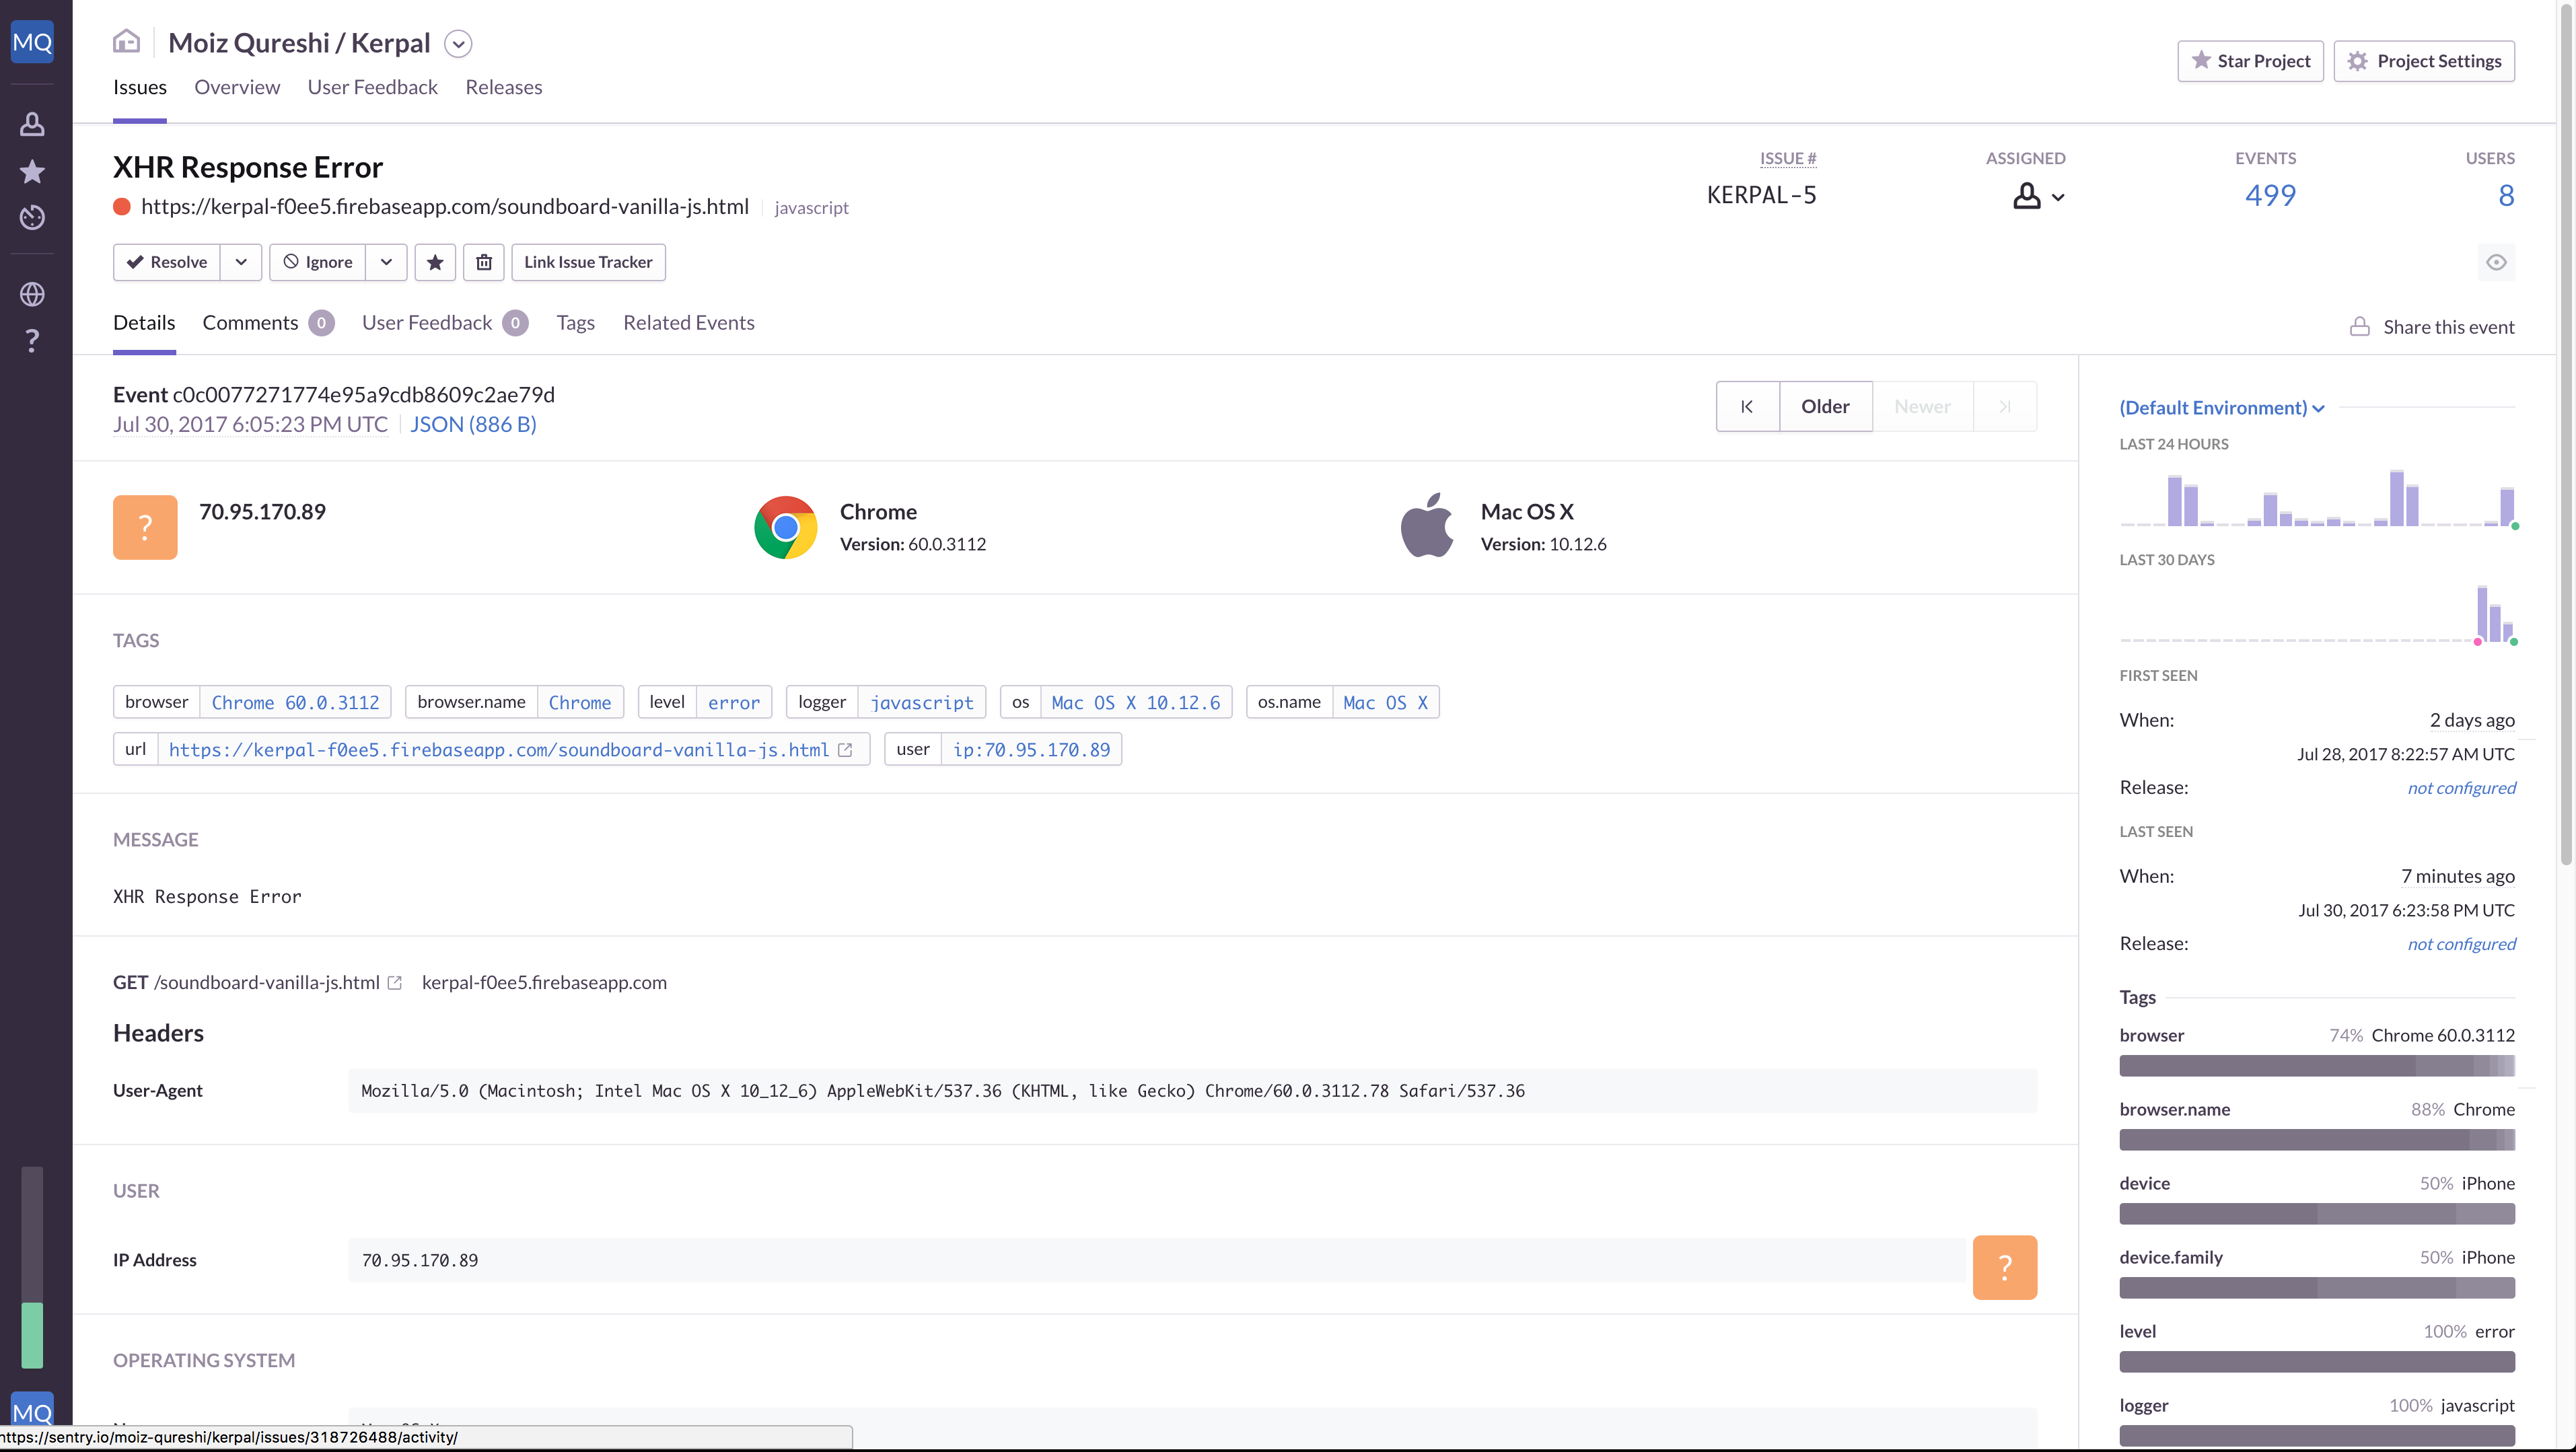 MQ
Moiz Qureshi / Kerpal
Star Project
Project Settings
Issues Overview User Feedback Releases
XHR Response Error
https://kerpal-f0ee5.firebaseapp.com/soundboard-vanilla-js.html javascript
ISSUE # ASSIGNED EVENTS USERS
KERPAL-5 499 8
Resolve Ignore Link Issue Tracker
Details Comments 0 User Feedback 0 Tags Related Events
Share this event
Event c0c0077271774e95a9cdb8609c2ae79d
Jul 30, 2017 6:05:23 PM UTC JSON (886 B)
Older Newer
70.95.170.89
?
Chrome
Version: 60.0.3112
Mac OS X
Version: 10.12.6
TAGS
browser Chrome 60.0.3112 browser.name Chrome level error logger javascript os Mac OS X 10.12.6 os.name Mac OS X
url https://kerpal-f0ee5.firebaseapp.com/soundboard-vanilla-js.html user ip:70.95.170.89
MESSAGE
XHR Response Error
GET /soundboard-vanilla-js.html kerpal-f0ee5.firebaseapp.com
Headers
User-Agent Mozilla/5.0 (Macintosh; Intel Mac OS X 10_12_6) AppleWebKit/537.36 (KHTML, like Gecko) Chrome/60.0.3112.78 Safari/537.36
USER
IP Address 70.95.170.89
?
OPERATING SYSTEM
(Default Environment)
LAST 24 HOURS
LAST 30 DAYS
FIRST SEEN
When: 2 days ago
Jul 28, 2017 8:22:57 AM UTC
Release: not configured
LAST SEEN
When: 7 minutes ago
Jul 30, 2017 6:23:58 PM UTC
Release: not configured
Tags
browser 74% Chrome 60.0.3112
browser.name 88% Chrome
device 50% iPhone
device.family 50% iPhone
level 100% error
logger 100% javascript
MQ
https://sentry.io/moiz-qureshi/kerpal/issues/318726488/activity/